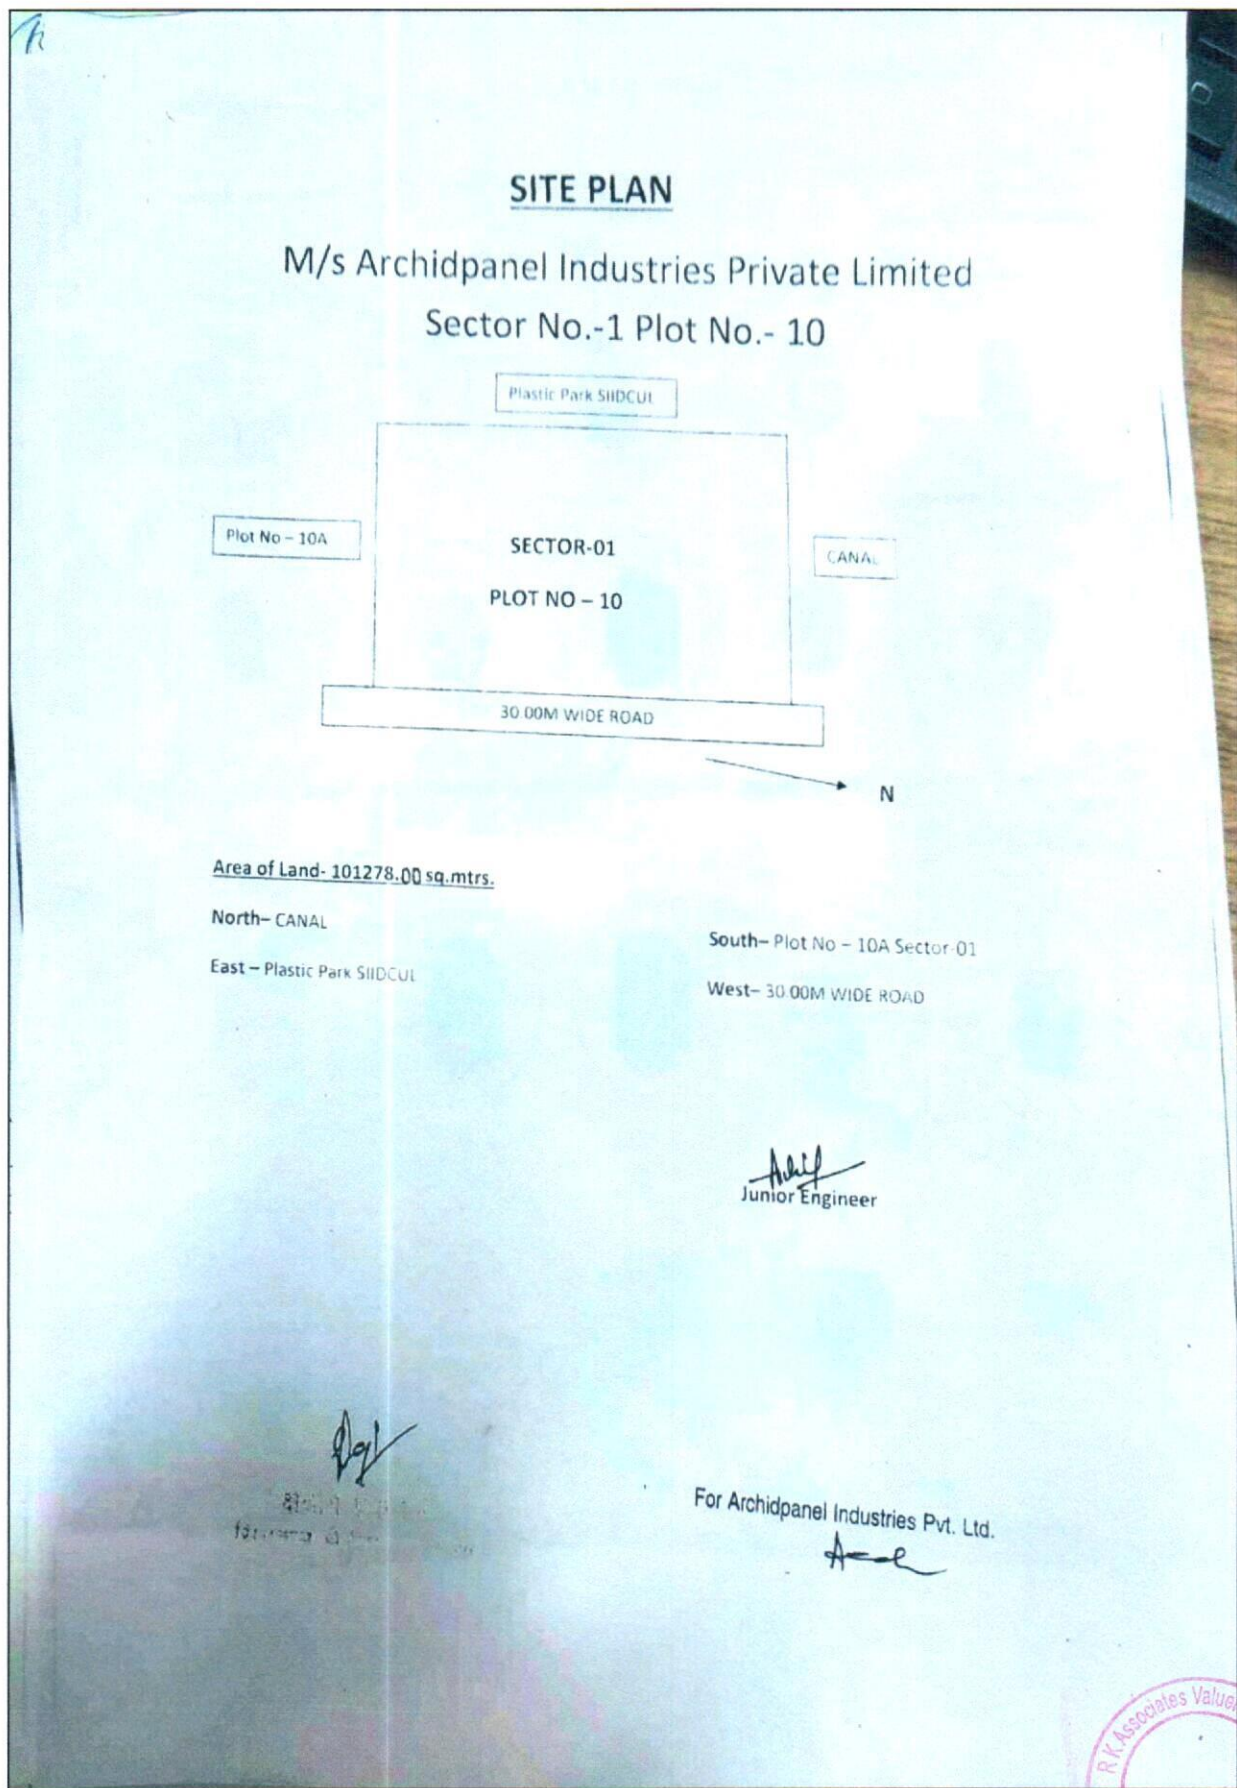 SITE PLAN
M/s Archidpanel Industries Private Limited
Sector No.-1 Plot No.- 10
Plastic Park SIIDCUL
Plot No – 10A
SECTOR-01
CANAL
PLOT NO – 10
30.00M WIDE ROAD
N
Area of Land- 101278.00 sq.mtrs.
North– CANAL
South– Plot No – 10A Sector-01
East – Plastic Park SIIDCUL
West– 30.00M WIDE ROAD
Junior Engineer
For Archidpanel Industries Pvt. Ltd.
R.K Associates